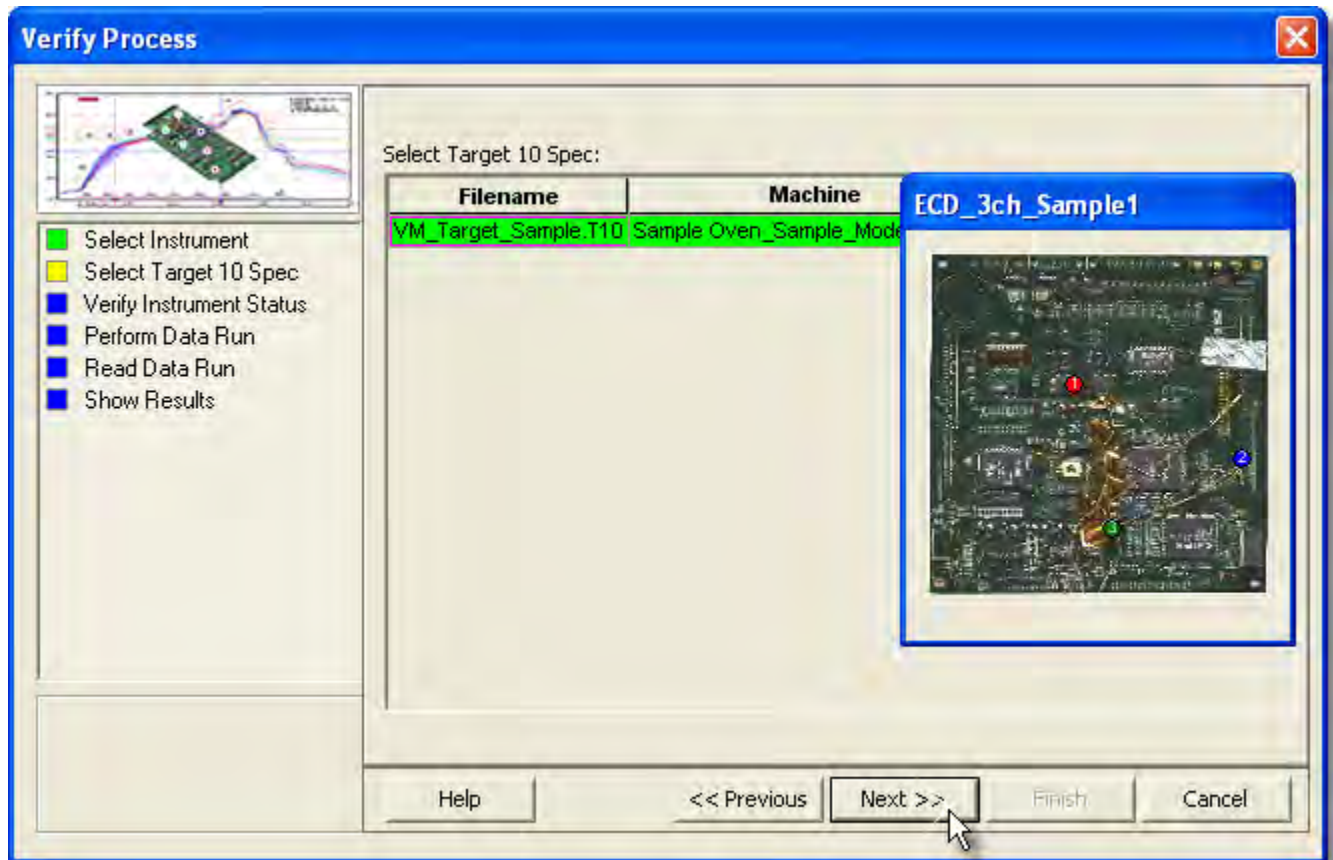 Verify Process
Select Instrument
Select Target 10 Spec
Verify Instrument Status
Perform Data Run
Read Data Run
Show Results
Select Target 10 Spec:
Filename Machine
VM_Target_Sample.T10 Sample Oven_Sample_Mode
ECD_3ch_Sample1
1
2
3
Help << Previous Next >> Finish Cancel